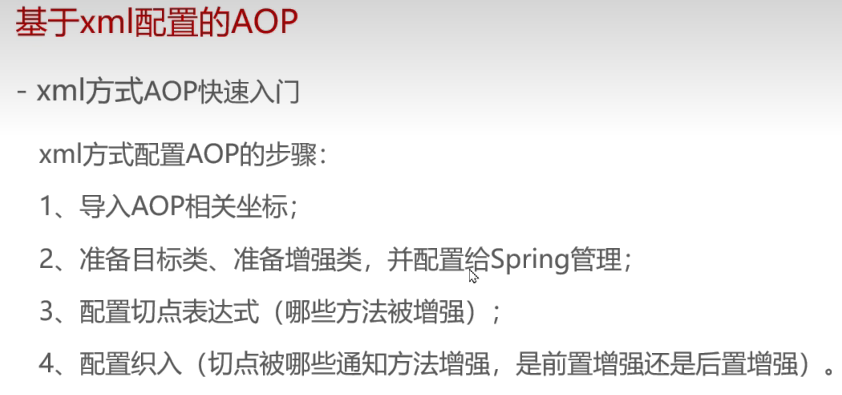 基于xml配置的AOP
- xml方式AOP快速入门
xml方式配置AOP的步骤：
1、导入AOP相关坐标；
2、准备目标类、准备增强类，并配置给Spring管理；
3、配置切点表达式（哪些方法被增强）；
4、配置织入（切点被哪些通知方法增强，是前置增强还是后置增强）。